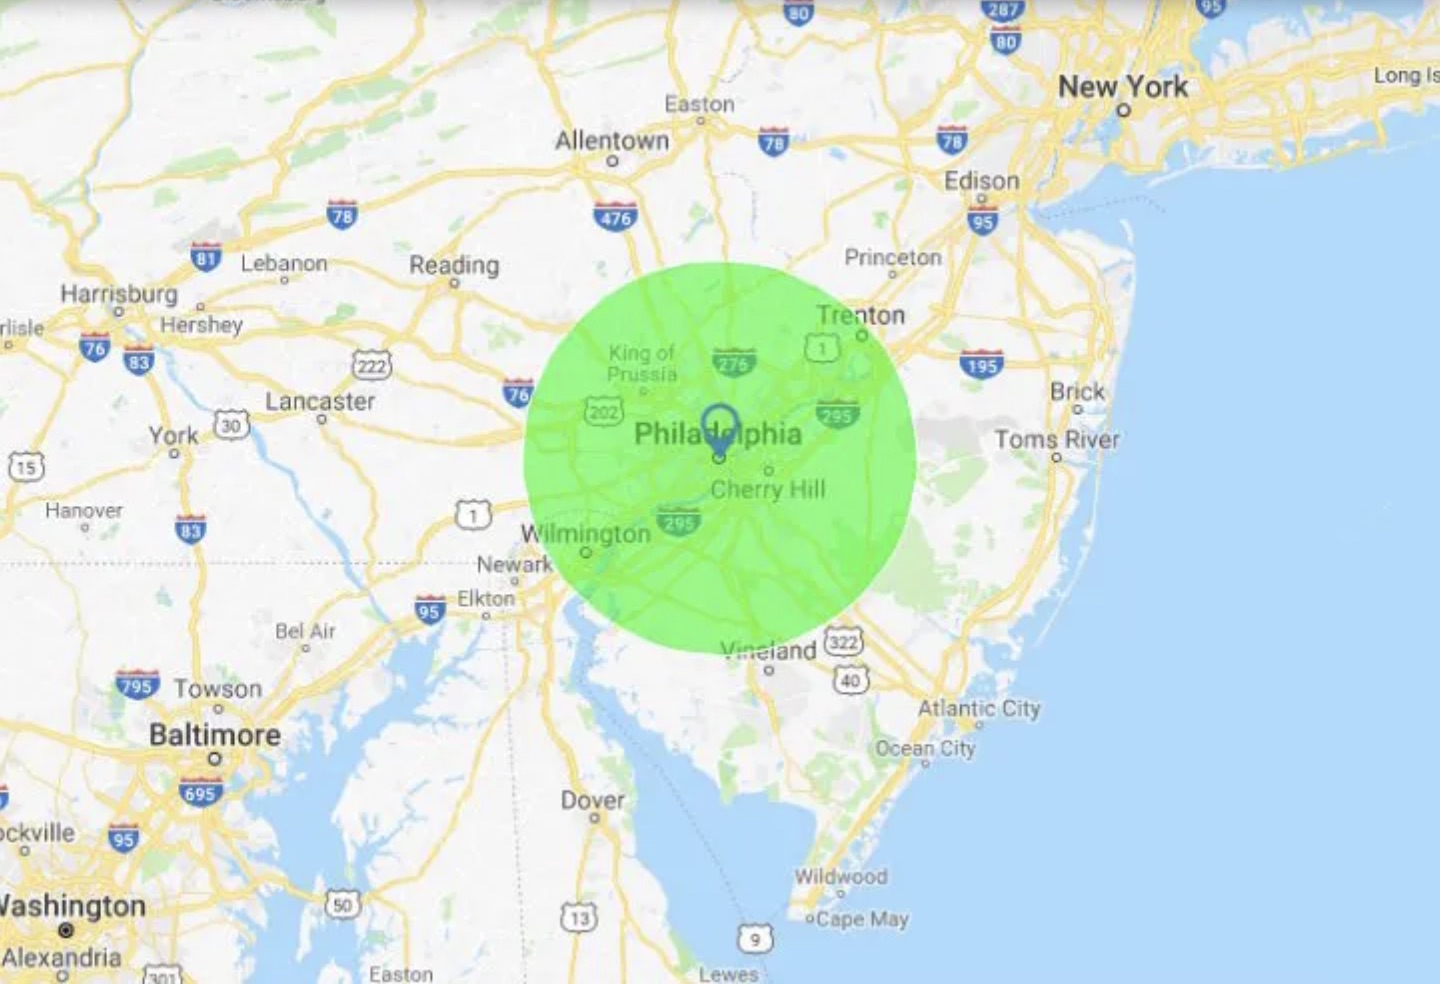 80
287
95
80
New York
Long Is
Easton
Allentown
78
78
Edison
95
476
78
81
Lebanon
Reading
Princeton
Harrisburg
Hershey
rlisle
Trenton
76
83
222
King of
Prussia
276
1
195
76
Lancaster
202
295
Brick
30
York
Philadelphia
Toms River
15
Cherry Hill
Hanover
83
1
295
Wilmington
Newark
Elkton
95
Bel Air
Vineland
322
40
795
Towson
Atlantic City
Baltimore
Ocean City
695
Dover
ockville
95
Wildwood
Washington
50
13
Cape May
9
Alexandria
301
Easton
Lewes